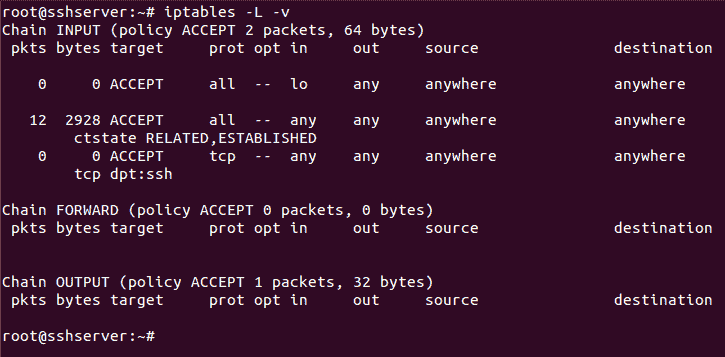 root@sshserver:~# iptables -L -v
Chain INPUT (policy ACCEPT 2 packets, 64 bytes)
pkts bytes target prot opt in out source destination
0 0 ACCEPT all -- lo any anywhere anywhere
12 2928 ACCEPT all -- any any anywhere anywhere
ctstate RELATED,ESTABLISHED
0 0 ACCEPT tcp -- any any anywhere anywhere
tcp dpt:ssh
Chain FORWARD (policy ACCEPT 0 packets, 0 bytes)
pkts bytes target prot opt in out source destination
Chain OUTPUT (policy ACCEPT 1 packets, 32 bytes)
pkts bytes target prot opt in out source destination
root@sshserver:~#